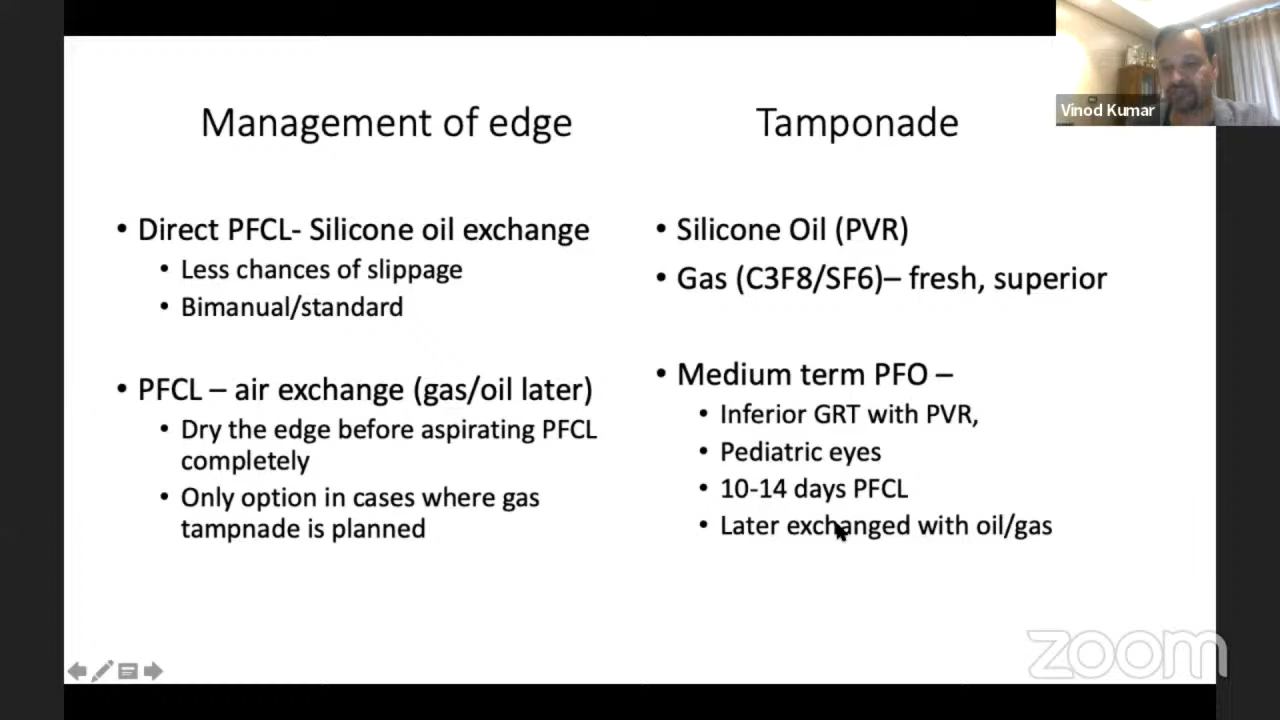 Vinod Kumar
Management of edge
• Direct PFCL- Silicone oil exchange
• Less chances of slippage
• Bimanual/standard
• PFCL – air exchange (gas/oil later)
• Dry the edge before aspirating PFCL
completely
• Only option in cases where gas
tampnade is planned
Tamponade
• Silicone Oil (PVR)
• Gas (C3F8/SF6)– fresh, superior
• Medium term PFO –
• Inferior GRT with PVR,
• Pediatric eyes
• 10-14 days PFCL
• Later exchanged with oil/gas
zoom